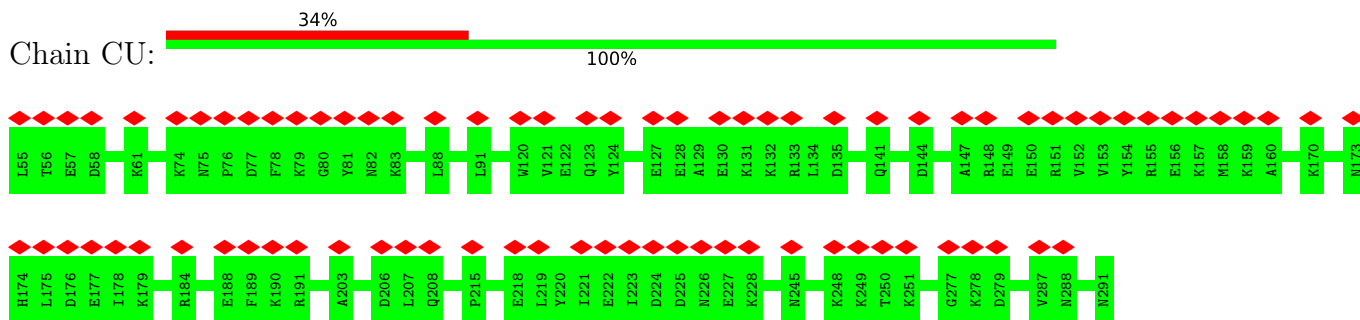 34%
Chain CU:
100%
L55 T56 E57 D58 K61 K74 N75 P76 D77 F78 K79 G80 Y81 N82 K83 L88 L91 W120 V121 E122 Q123 Y124 E127 E128 A129 E130 K131 K132 R133 L134 D135 Q141 D144 A147 R148 E149 E150 R151 V152 V153 Y154 R155 E156 K157 M158 K159 A160 K170 N173
H174 L175 D176 E177 I178 K179 R184 E188 F189 K190 R191 A203 D206 L207 Q208 P215 E218 L219 Y220 I221 E222 I223 D224 D225 N226 E227 K228 N245 K248 K249 T250 K251 G277 K278 D279 V287 N288 N291